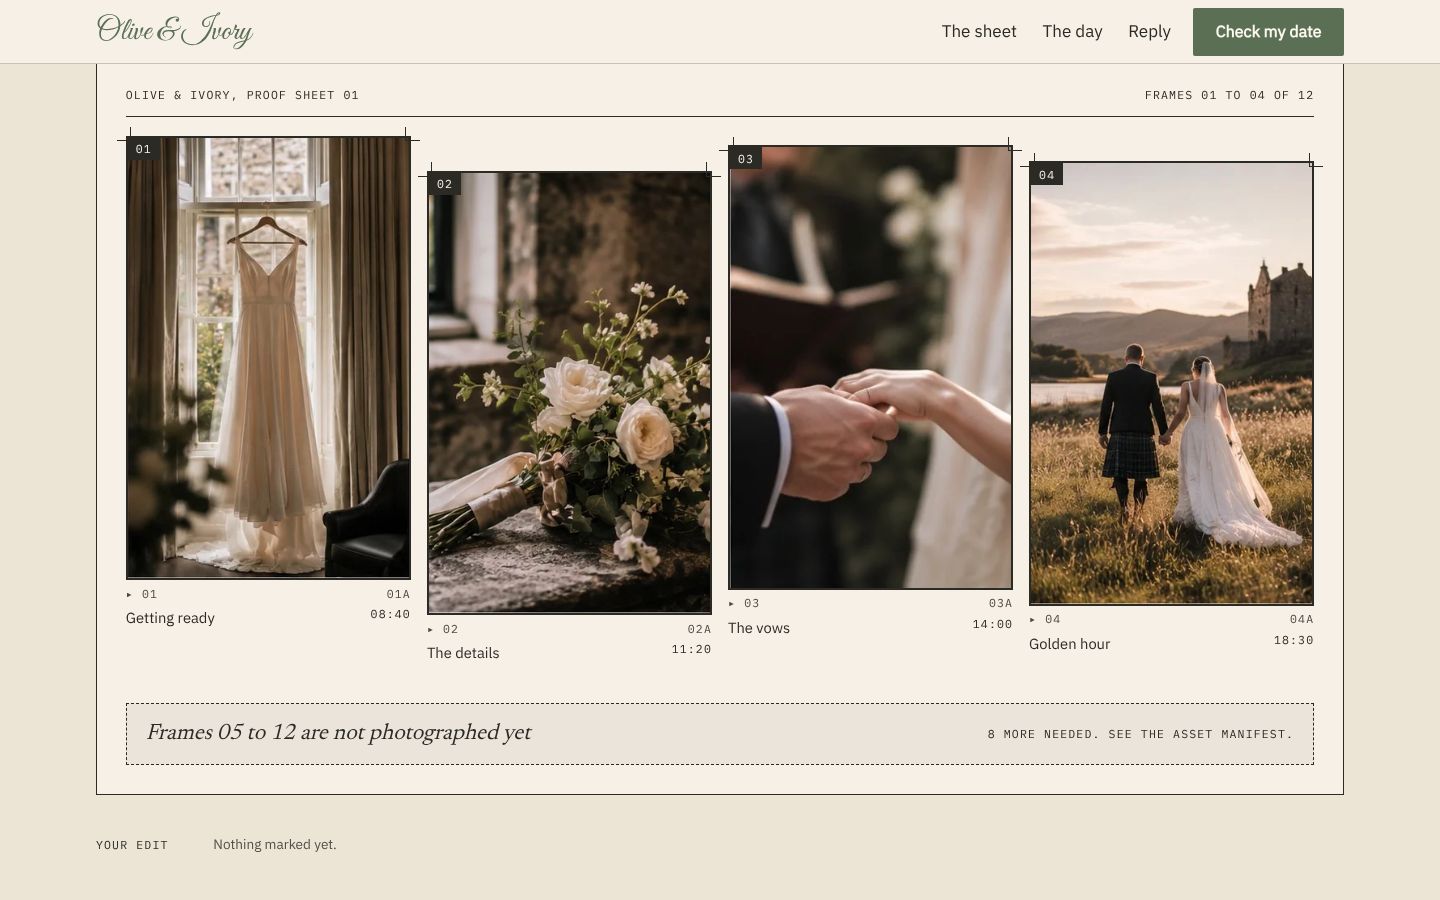 Olive & Ivory
The sheet
The day
Reply
Check my date
OLIVE & IVORY, PROOF SHEET 01
FRAMES 01 TO 04 OF 12
01
02
03
04
▸ 01
01A
Getting ready
08:40
▸ 02
02A
The details
11:20
▸ 03
03A
The vows
14:00
▸ 04
04A
Golden hour
18:30
Frames 05 to 12 are not photographed yet
8 MORE NEEDED. SEE THE ASSET MANIFEST.
YOUR EDIT
Nothing marked yet.